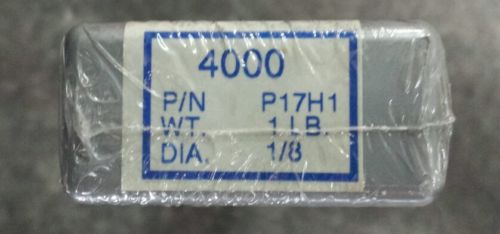 4000
P/N P17H1
WT. 1 LB.
DIA. 1/8